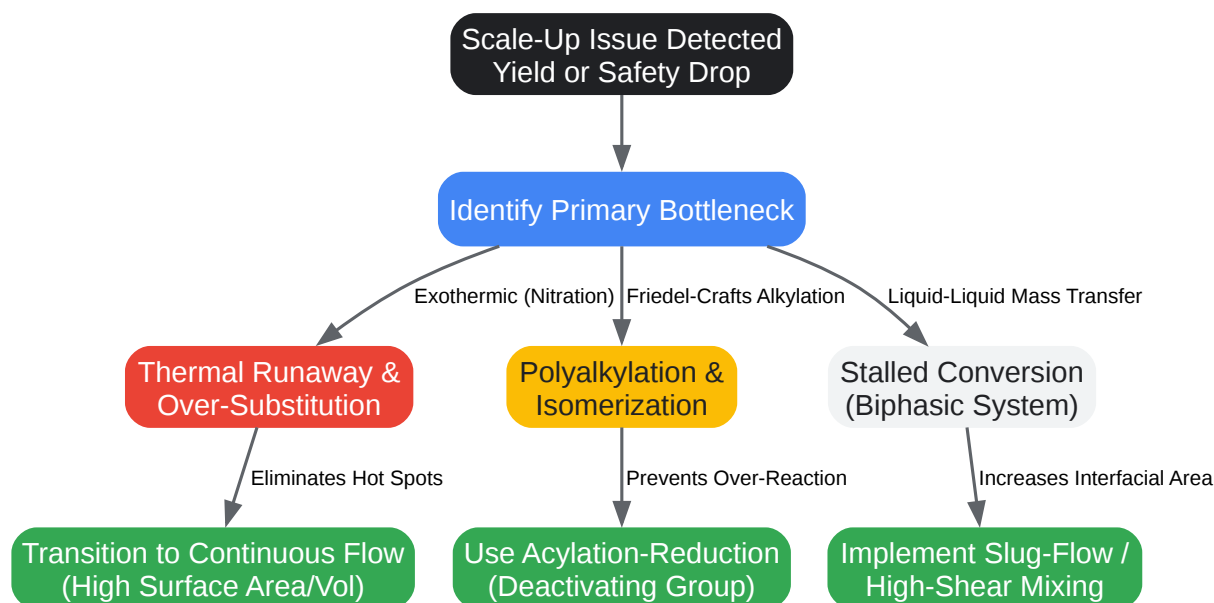 Scale-Up Issue Detected
Yield or Safety Drop
Identify Primary Bottleneck
Exothermic (Nitration)
Friedel-Crafts Alkylation
Liquid-Liquid Mass Transfer
Thermal Runaway &
Over-Substitution
Polyalkylation &
Isomerization
Stalled Conversion
(Biphasic System)
Eliminates Hot Spots
Prevents Over-Reaction
Increases Interfacial Area
Transition to Continuous Flow
(High Surface Area/Vol)
Use Acylation-Reduction
(Deactivating Group)
Implement Slug-Flow /
High-Shear Mixing